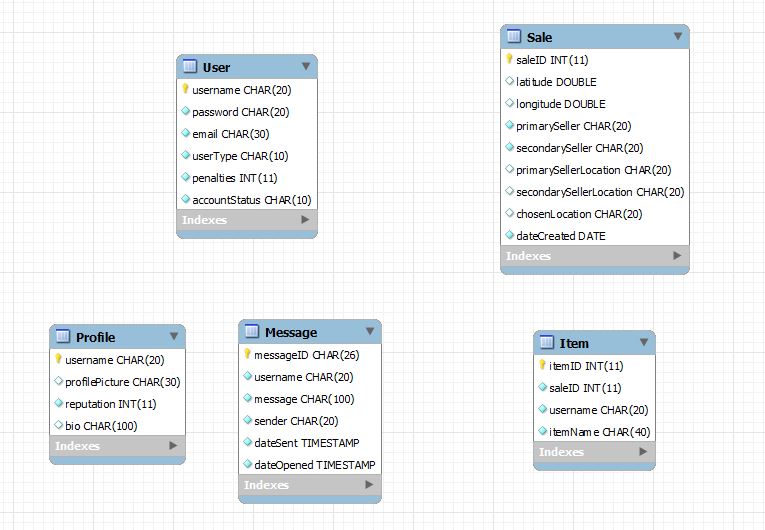 User
username CHAR(20)
password CHAR(20)
email CHAR(30)
userType CHAR(10)
penalties INT(11)
accountStatus CHAR(10)
Indexes
Sale
saleID INT(11)
latitude DOUBLE
longitude DOUBLE
primarySeller CHAR(20)
secondarySeller CHAR(20)
primarySellerLocation CHAR(20)
secondarySellerLocation CHAR(20)
chosenLocation CHAR(20)
dateCreated DATE
Indexes
Profile
username CHAR(20)
profilePicture CHAR(30)
reputation INT(11)
bio CHAR(100)
Indexes
Message
messageID CHAR(26)
username CHAR(20)
message CHAR(100)
sender CHAR(20)
dateSent TIMESTAMP
dateOpened TIMESTAMP
Indexes
Item
itemID INT(11)
saleID INT(11)
username CHAR(20)
itemName CHAR(40)
Indexes